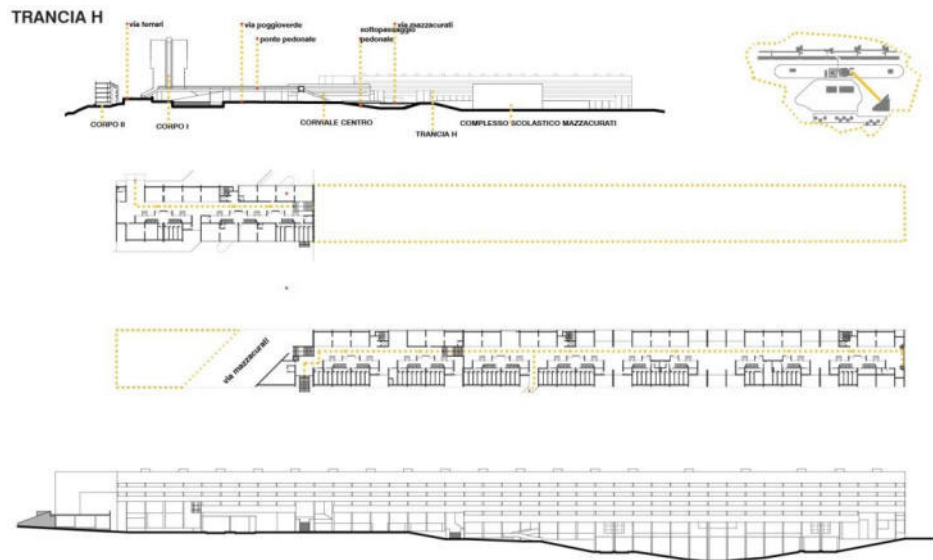 TRANCIA H
via ferrari
via poggioverde
ponte pedonale
sottopassaggio
pedonale
via mazzacurati
CORPO II
CORPO I
CORVIALE CENTRO
TRANCIA H
COMPLESSO SCOLASTICO MAZZACURATI
via mazzacurati